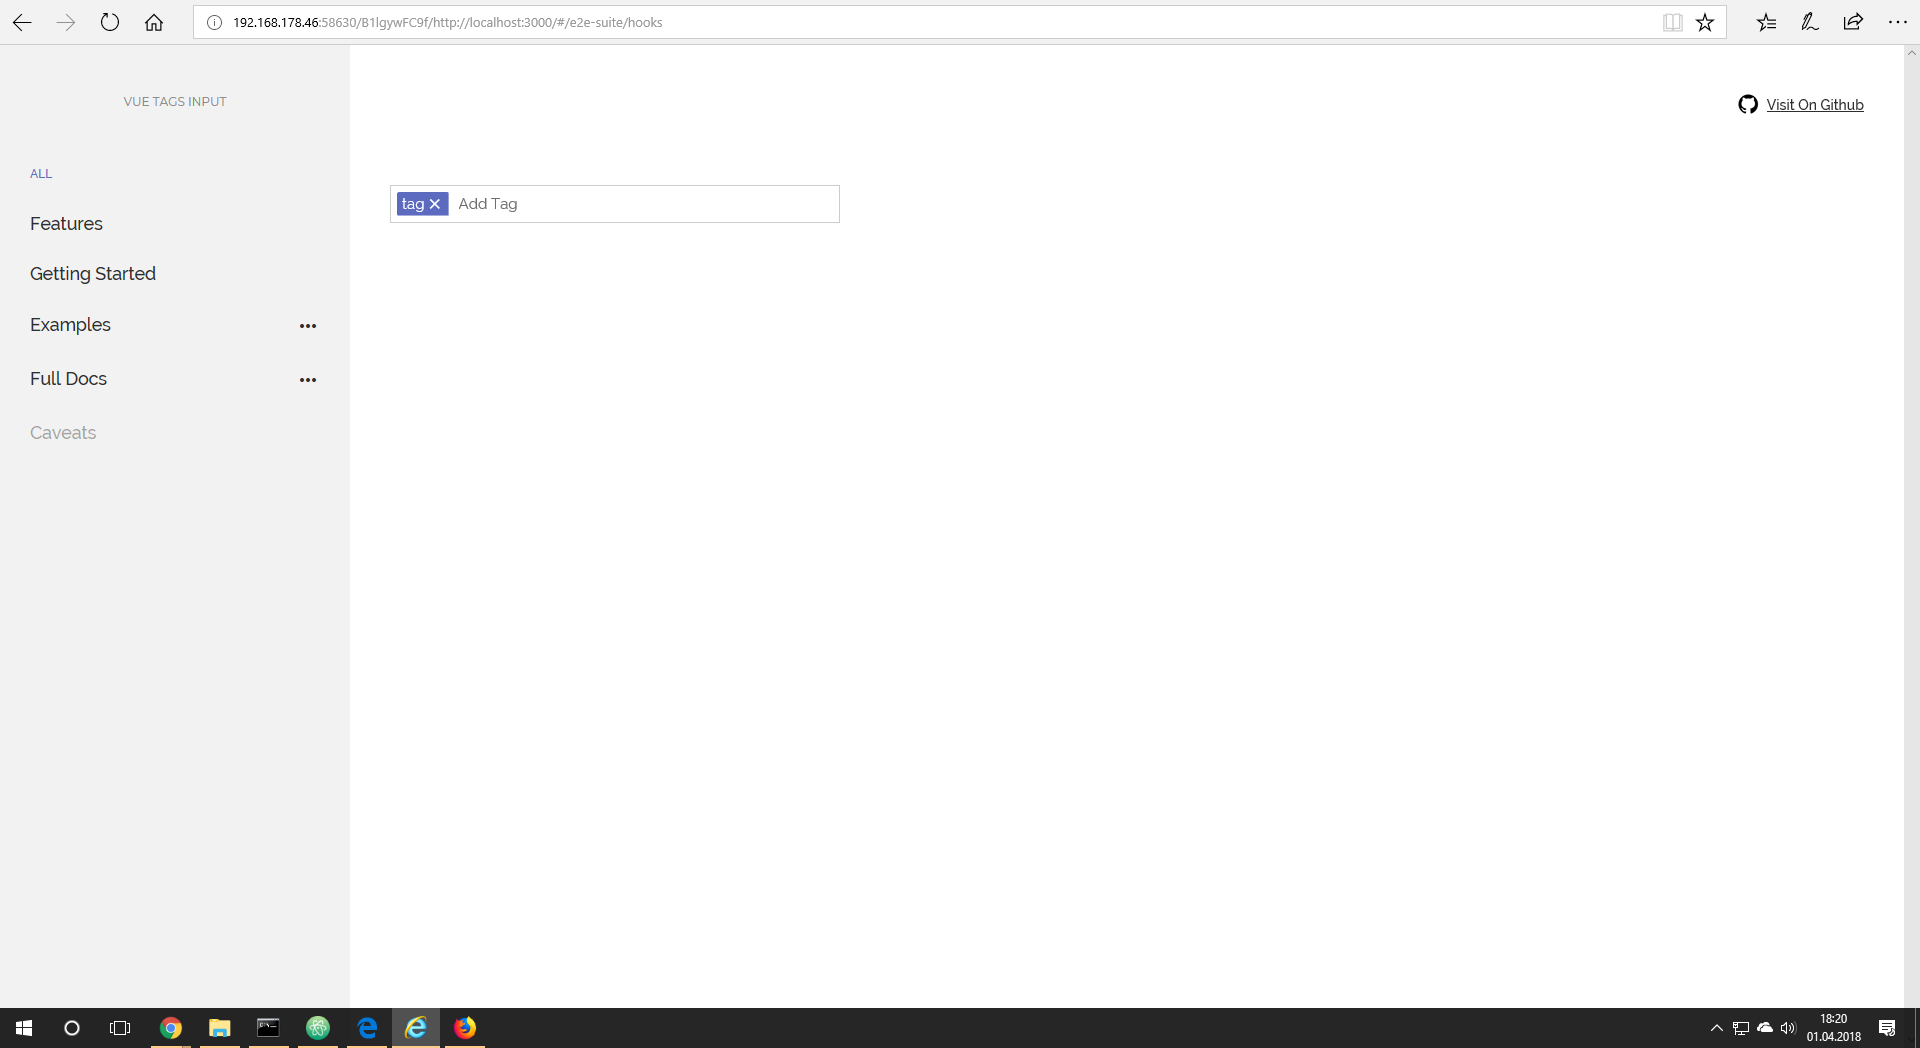 192.168.178.46:58630/B1lgywFC9f/http://localhost:3000/#/e2e-suite/hooks
VUE TAGS INPUT
Visit On Github
ALL
tag Add Tag
Features
Getting Started
Examples
Full Docs
Caveats
18:20
01.04.2018